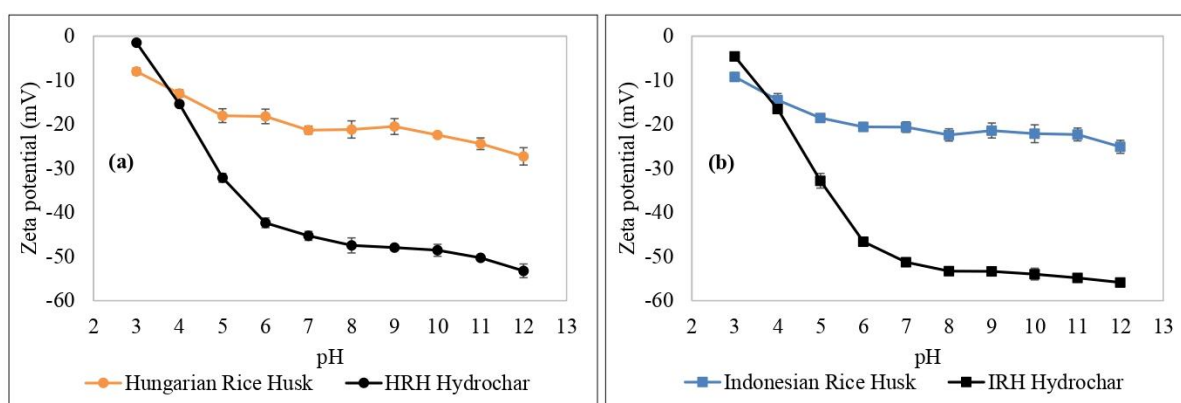 0
-10
-20
-30
-40
-50
-60
Zeta potential (mV)
(a)
2 3 4 5 6 7 8 9 10 11 12 13
pH
Hungarian Rice Husk HRH Hydrochar
0
-10
-20
-30
-40
-50
-60
Zeta potential (mV)
(b)
2 3 4 5 6 7 8 9 10 11 12 13
pH
Indonesian Rice Husk IRH Hydrochar